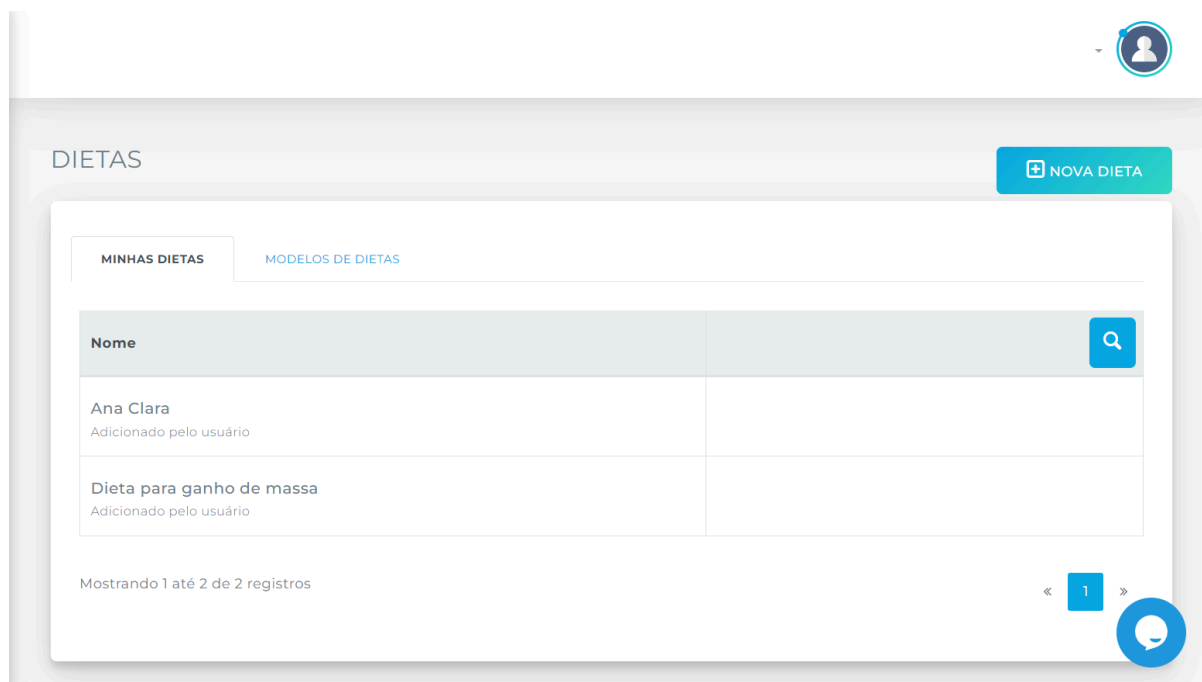 DIETAS
NOVA DIETA
MINHAS DIETAS
MODELOS DE DIETAS
Nome
Ana Clara
Adicionado pelo usuário
Dieta para ganho de massa
Adicionado pelo usuário
Mostrando 1 até 2 de 2 registros
« 1 »